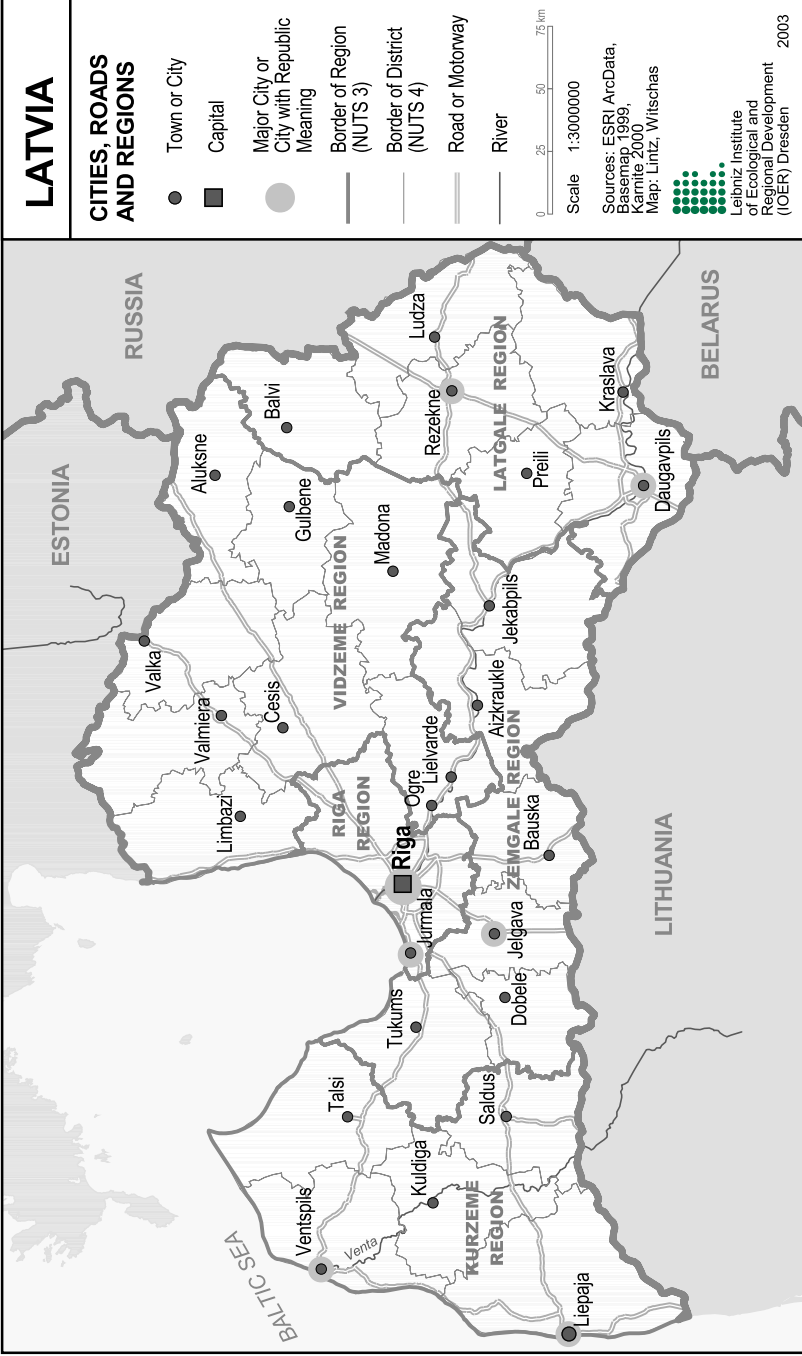 LATVIA
CITIES, ROADS
AND REGIONS
Town or City
Capital
Major City or
City with Republic
Meaning
Border of Region
(NUTS 3)
Border of District
(NUTS 4)
Road or Motorway
River
0 25 50 75 km
Scale 1:3000000
Sources: ESRI ArcData,
Basemap 1999,
Karnite 2000
Map: Lintz, Witschas
Leibniz Institute
of Ecological and
Regional Development
(IOER) Dresden
2003
ESTONIA
RUSSIA
BELARUS
LITHUANIA
BALTIC SEA
Venta
KURZEME
REGION
RIGA
REGION
VIDZEME REGION
ZEMGALE REGION
LATGALE REGION
Ventspils
Talsi
Kuldiga
Liepaja
Saldus
Tukums
Dobele
Jelgava
Jurmala
Riga
Ogre
Lielvarde
Bauska
Aizkraukle
Jekabpils
Limbazi
Valmiera
Cesis
Valka
Aluksne
Gulbene
Madona
Balvi
Ludza
Rezekne
Preili
Kraslava
Daugavpils